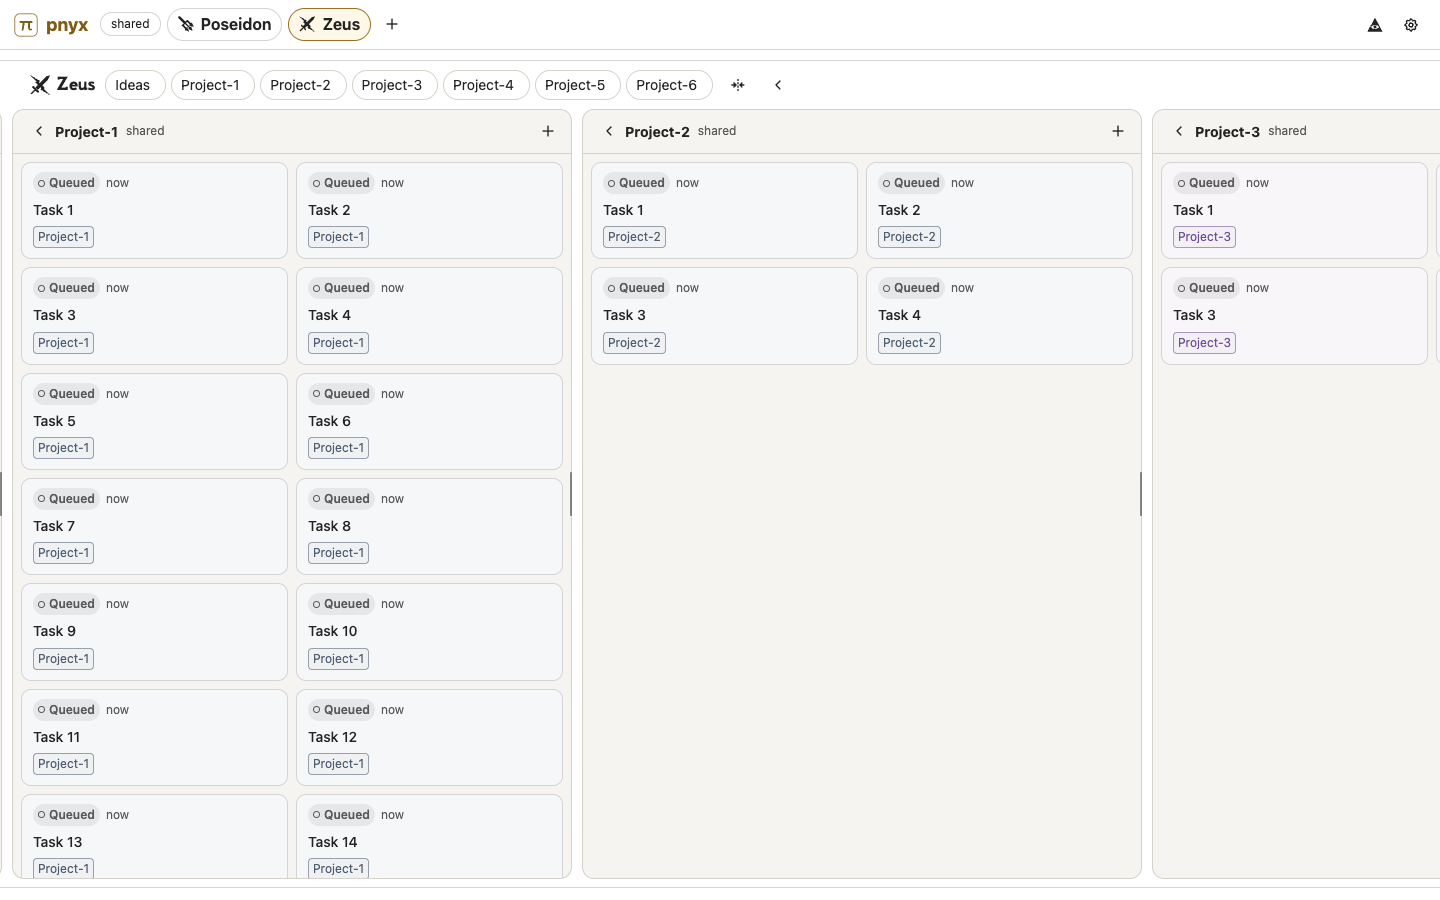 π pnyx shared Poseidon Zeus
Zeus Ideas Project-1 Project-2 Project-3 Project-4 Project-5 Project-6
Project-1 shared
Queued now
Task 1
Project-1
Queued now
Task 2
Project-1
Queued now
Task 3
Project-1
Queued now
Task 4
Project-1
Queued now
Task 5
Project-1
Queued now
Task 6
Project-1
Queued now
Task 7
Project-1
Queued now
Task 8
Project-1
Queued now
Task 9
Project-1
Queued now
Task 10
Project-1
Queued now
Task 11
Project-1
Queued now
Task 12
Project-1
Queued now
Task 13
Project-1
Queued now
Task 14
Project-1
Project-2 shared
Queued now
Task 1
Project-2
Queued now
Task 2
Project-2
Queued now
Task 3
Project-2
Queued now
Task 4
Project-2
Project-3 shared
Queued now
Task 1
Project-3
Queued now
Task 3
Project-3